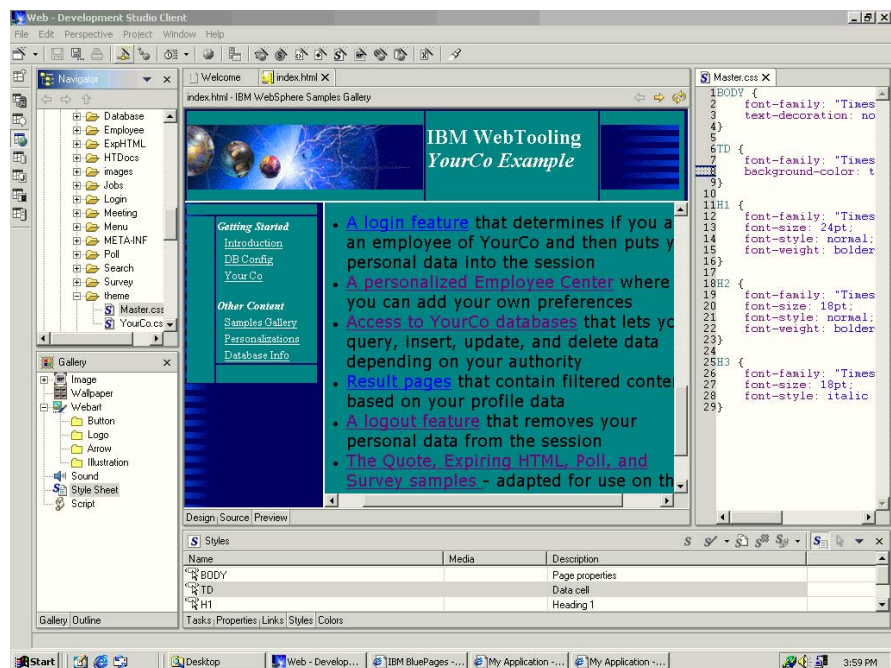 Web - Development Studio Client
File Edit Perspective Project Window Help
Navigator
Database
Employee
ExpHTML
HTDocs
images
Jobs
Login
Meeting
Menu
META-INF
Poll
Search
Survey
theme
Master.css
YourCo.cs
Gallery
Image
Wallpaper
Webart
Button
Logo
Arrow
Illustration
Sound
Style Sheet
Script
Gallery Outline
Welcome index.html
index.html - IBM WebSphere Samples Gallery
IBM WebTooling
YourCo Example
Getting Started
Introduction
DB Config
Your Co
Other Content
Samples Gallery
Personalizations
Database Info
A login feature that determines if you a
an employee of YourCo and then puts y
personal data into the session
A personalized Employee Center where
you can add your own preferences
Access to YourCo databases that lets yo
query, insert, update, and delete data
depending on your authority
Result pages that contain filtered conte
based on your profile data
A logout feature that removes your
personal data from the session
The Quote, Expiring HTML, Poll, and
Survey samples - adapted for use on th
Design Source Preview
Master.css
1BODY {
2 font-family: "Times
3 text-decoration: no
4}
5
6TD {
7 font-family: "Times
background-color: t
9}
10
11H1 {
12 font-family: "Times
13 font-size: 24pt;
14 font-style: normal;
15 font-weight: bolder
16}
17
18H2 {
19 font-family: "Times
20 font-size: 18pt;
21 font-style: normal;
22 font-weight: bolder
23}
24
25H3 {
26 font-family: "Times
27 font-size: 18pt;
28 font-style: italic
29}
Styles
Name Media Description
BODY Page properties
TD Data cell
H1 Heading 1
Tasks Properties Links Styles Colors
Start Desktop Web - Develop... IBM BluePages -... My Application -... My Application -... 3:59 PM